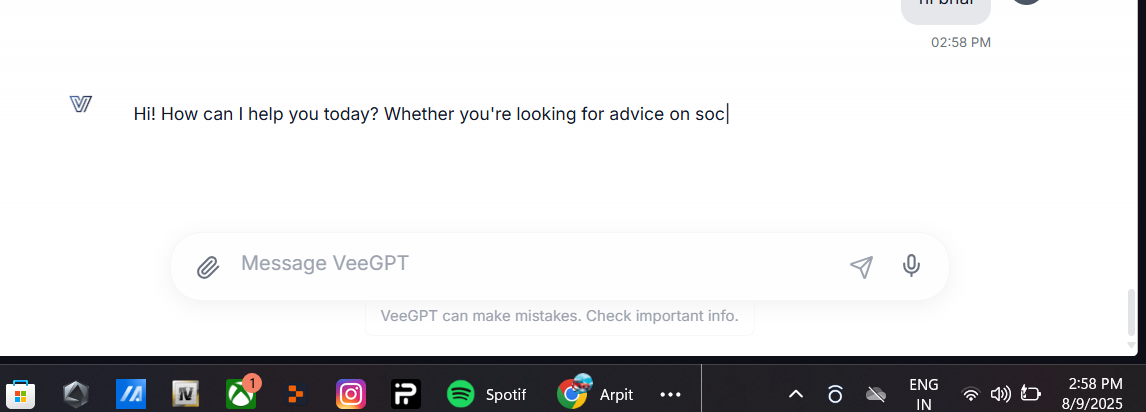 hi bhai
02:58 PM
Hi! How can I help you today? Whether you're looking for advice on soc
Message VeeGPT
VeeGPT can make mistakes. Check important info.
1
Spotif
Arpit
ENG
IN
2:58 PM
8/9/2025